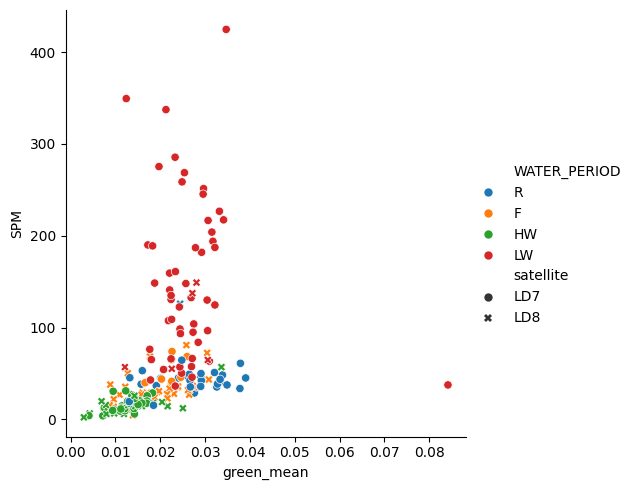 400
300
200
100
0
SPM
0.00 0.01 0.02 0.03 0.04 0.05 0.06 0.07 0.08
green_mean
WATER_PERIOD
R
F
HW
LW
satellite
LD7
LD8